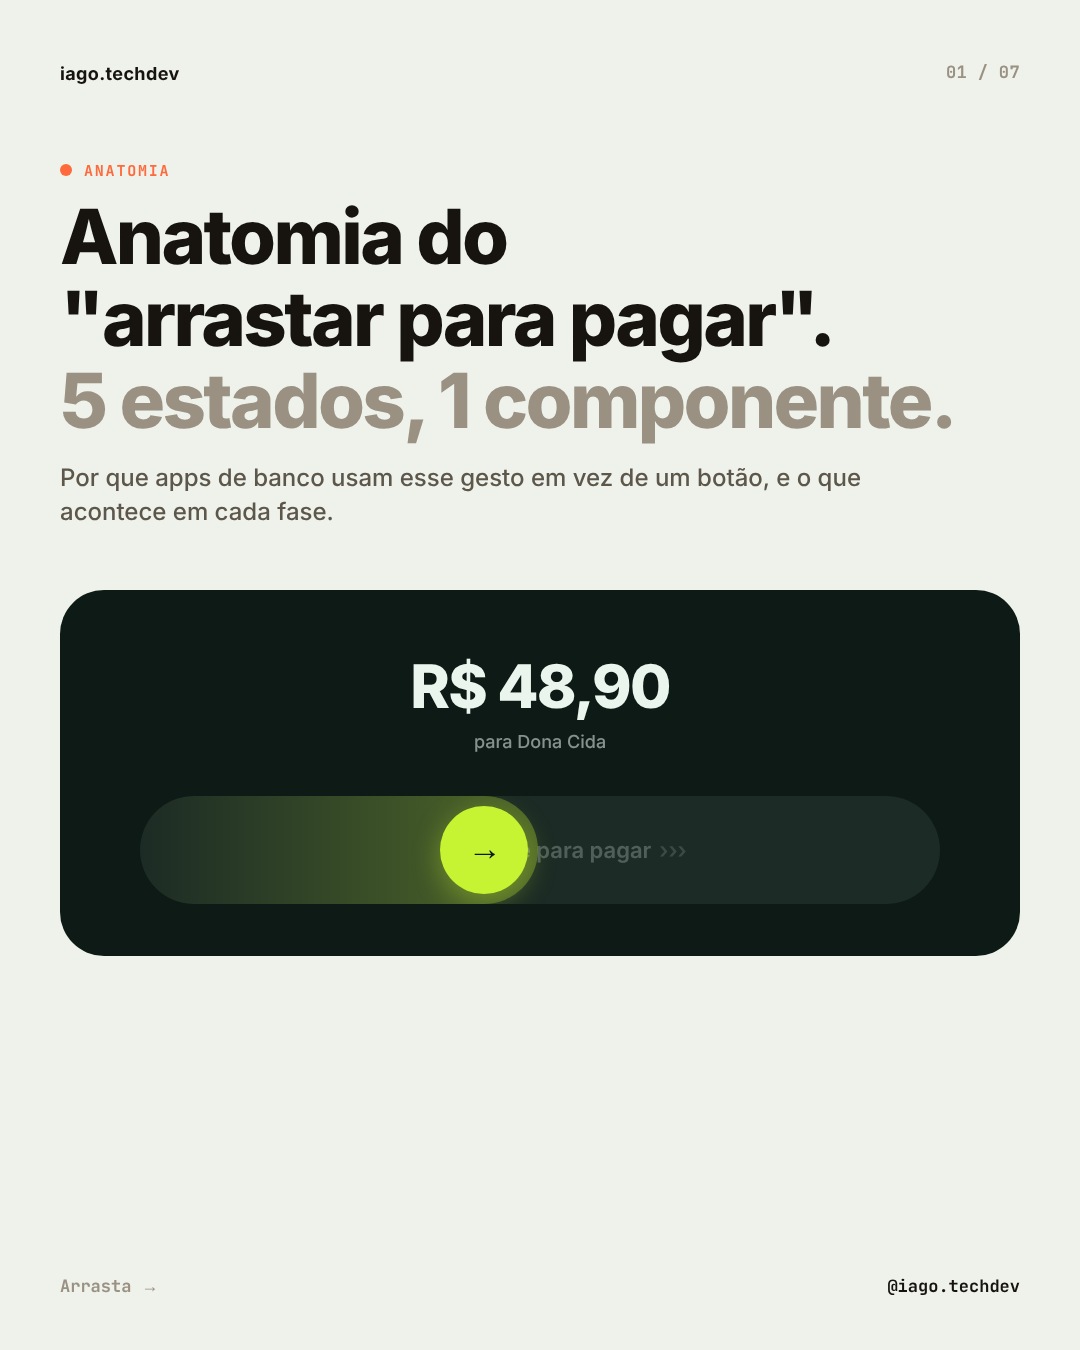 iago.techdev
01 / 07
ANATOMIA
Anatomia do
"arrastar para pagar".
5 estados, 1 componente.
Por que apps de banco usam esse gesto em vez de um botão, e o que
acontece em cada fase.
R$ 48,90
para Dona Cida
→ para pagar ›››
Arrasta →
@iago.techdev